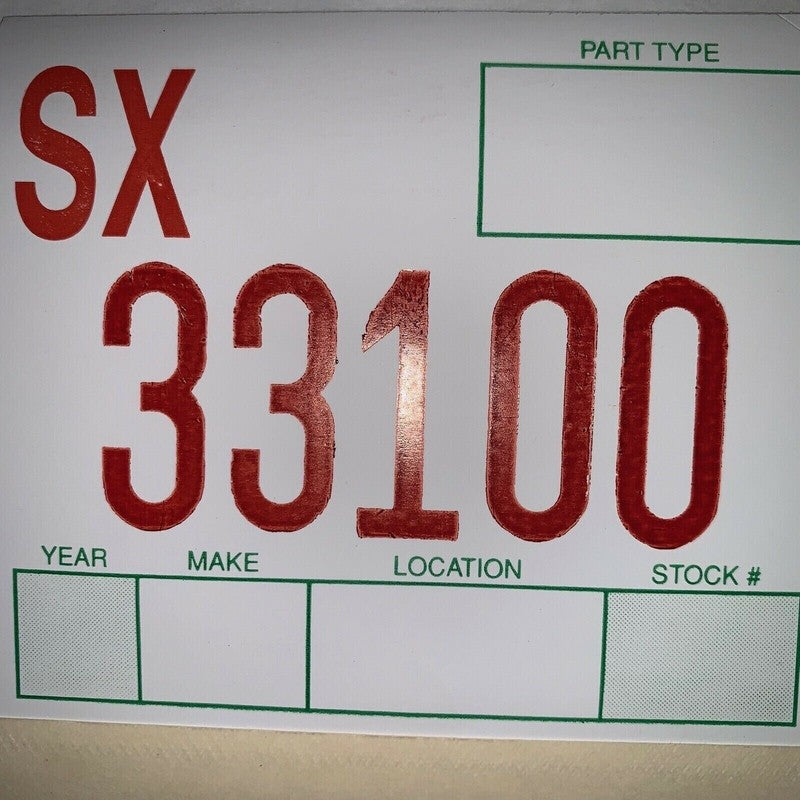 PART TYPE
SX
33100
YEAR MAKE LOCATION STOCK #